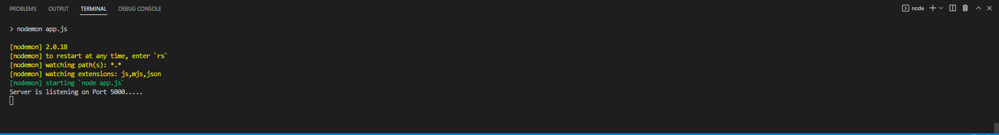 PROBLEMS OUTPUT TERMINAL DEBUG CONSOLE node
> nodemon app.js
[nodemon] 2.0.18
[nodemon] to restart at any time, enter `rs`
[nodemon] watching path(s): *.*
[nodemon] watching extensions: js,mjs,json
[nodemon] starting `node app.js`
Server is listening on Port 5000.....